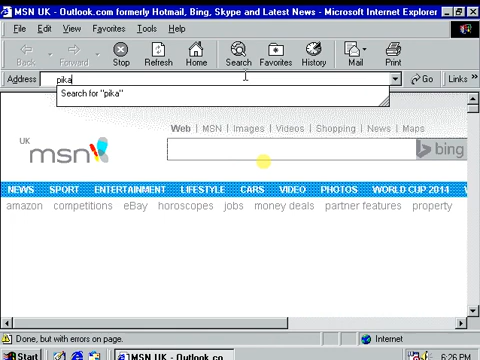 MSN UK - Outlook.com formerly Hotmail, Bing, Skype and Latest News - Microsoft Internet Explorer
File Edit View Favorites Tools Help
Back Forward Stop Refresh Home Search Favorites History Mail Print
Address pika Go Links »
Search for "pika"
Web | MSN | Images | Videos | Shopping | News | Maps
UK
msn
bing
NEWS SPORT ENTERTAINMENT LIFESTYLE CARS VIDEO PHOTOS WORLD CUP 2014
amazon competitions eBay horoscopes jobs money deals partner features property
Done, but with errors on page. Internet
Start MSN UK - Outlook.co... 6:26 PM